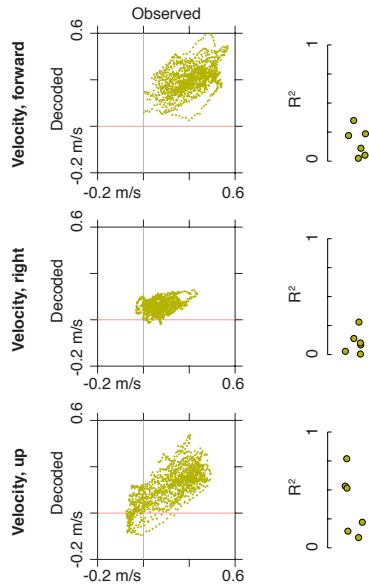 Observed
Velocity, forward
Decoded
0.6
-0.2 m/s
-0.2 m/s
0.6
R²
1
0
Velocity, right
Decoded
0.6
-0.2 m/s
-0.2 m/s
0.6
R²
1
0
Velocity, up
Decoded
0.6
-0.2 m/s
-0.2 m/s
0.6
R²
1
0